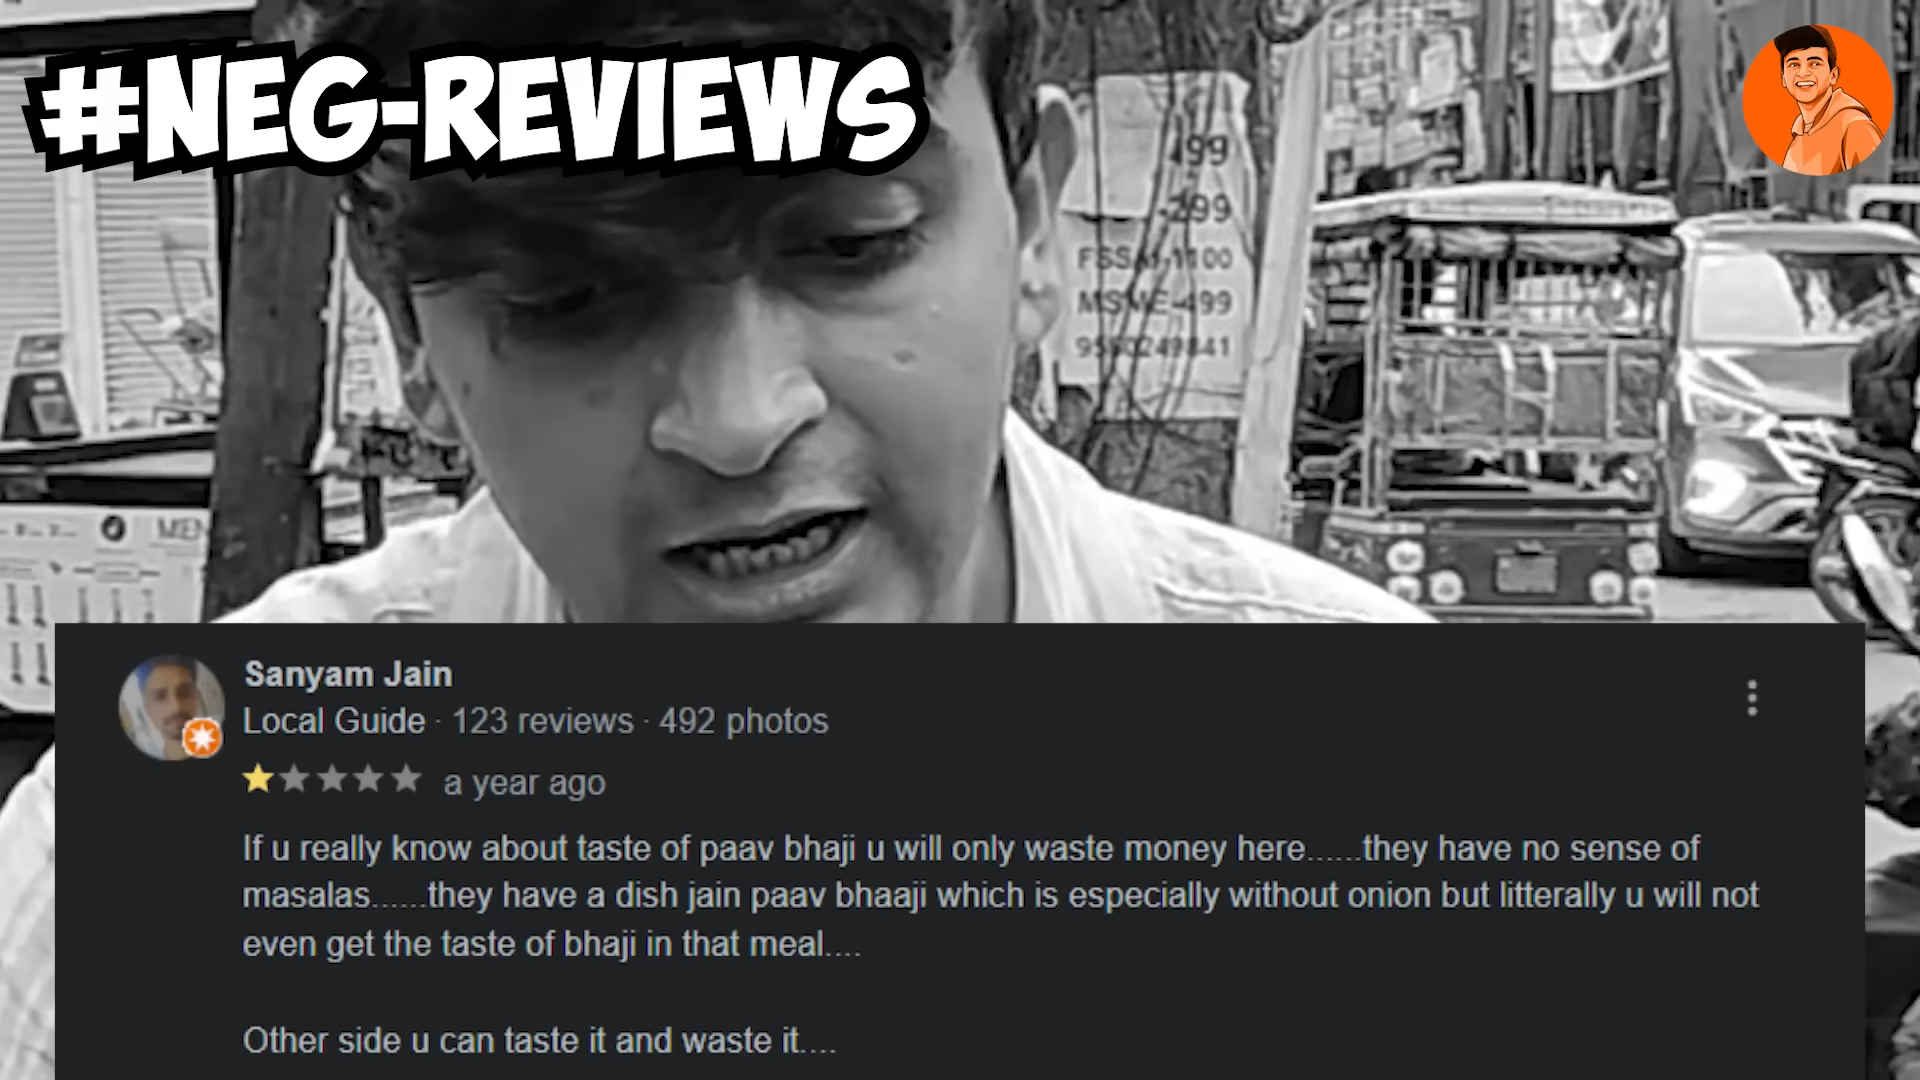 #NEG-REVIEWS
-299
MSME-499
Sanyam Jain
Local Guide · 123 reviews · 492 photos
a year ago
If u really know about taste of paav bhaji u will only waste money here......they have no sense of
masalas......they have a dish jain paav bhaaji which is especially without onion but litterally u will not
even get the taste of bhaji in that meal....
Other side u can taste it and waste it....